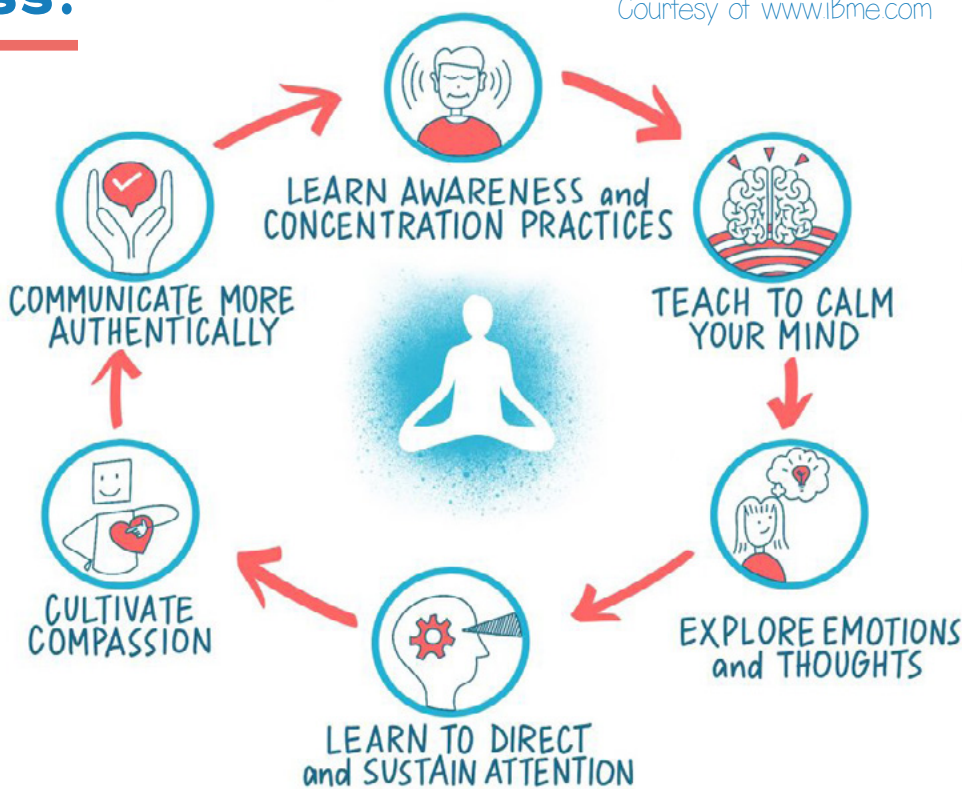 Courtesy of www.iBme.com
LEARN AWARENESS and
CONCENTRATION PRACTICES
TEACH TO CALM
YOUR MIND
EXPLORE EMOTIONS
and THOUGHTS
LEARN TO DIRECT
and SUSTAIN ATTENTION
CULTIVATE
COMPASSION
COMMUNICATE MORE
AUTHENTICALLY